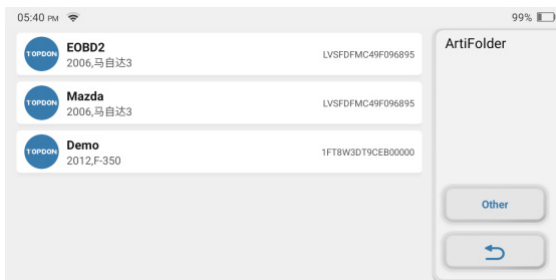 05:40 PM
99%
TOPDON
EOBD2
2006,马自达3
LVSFDFMC49F096895
TOPDON
Mazda
2006,马自达3
LVSFDFMC49F096895
TOPDON
Demo
2012,F-350
1FT8W3DT9CEB00000
ArtiFolder
Other